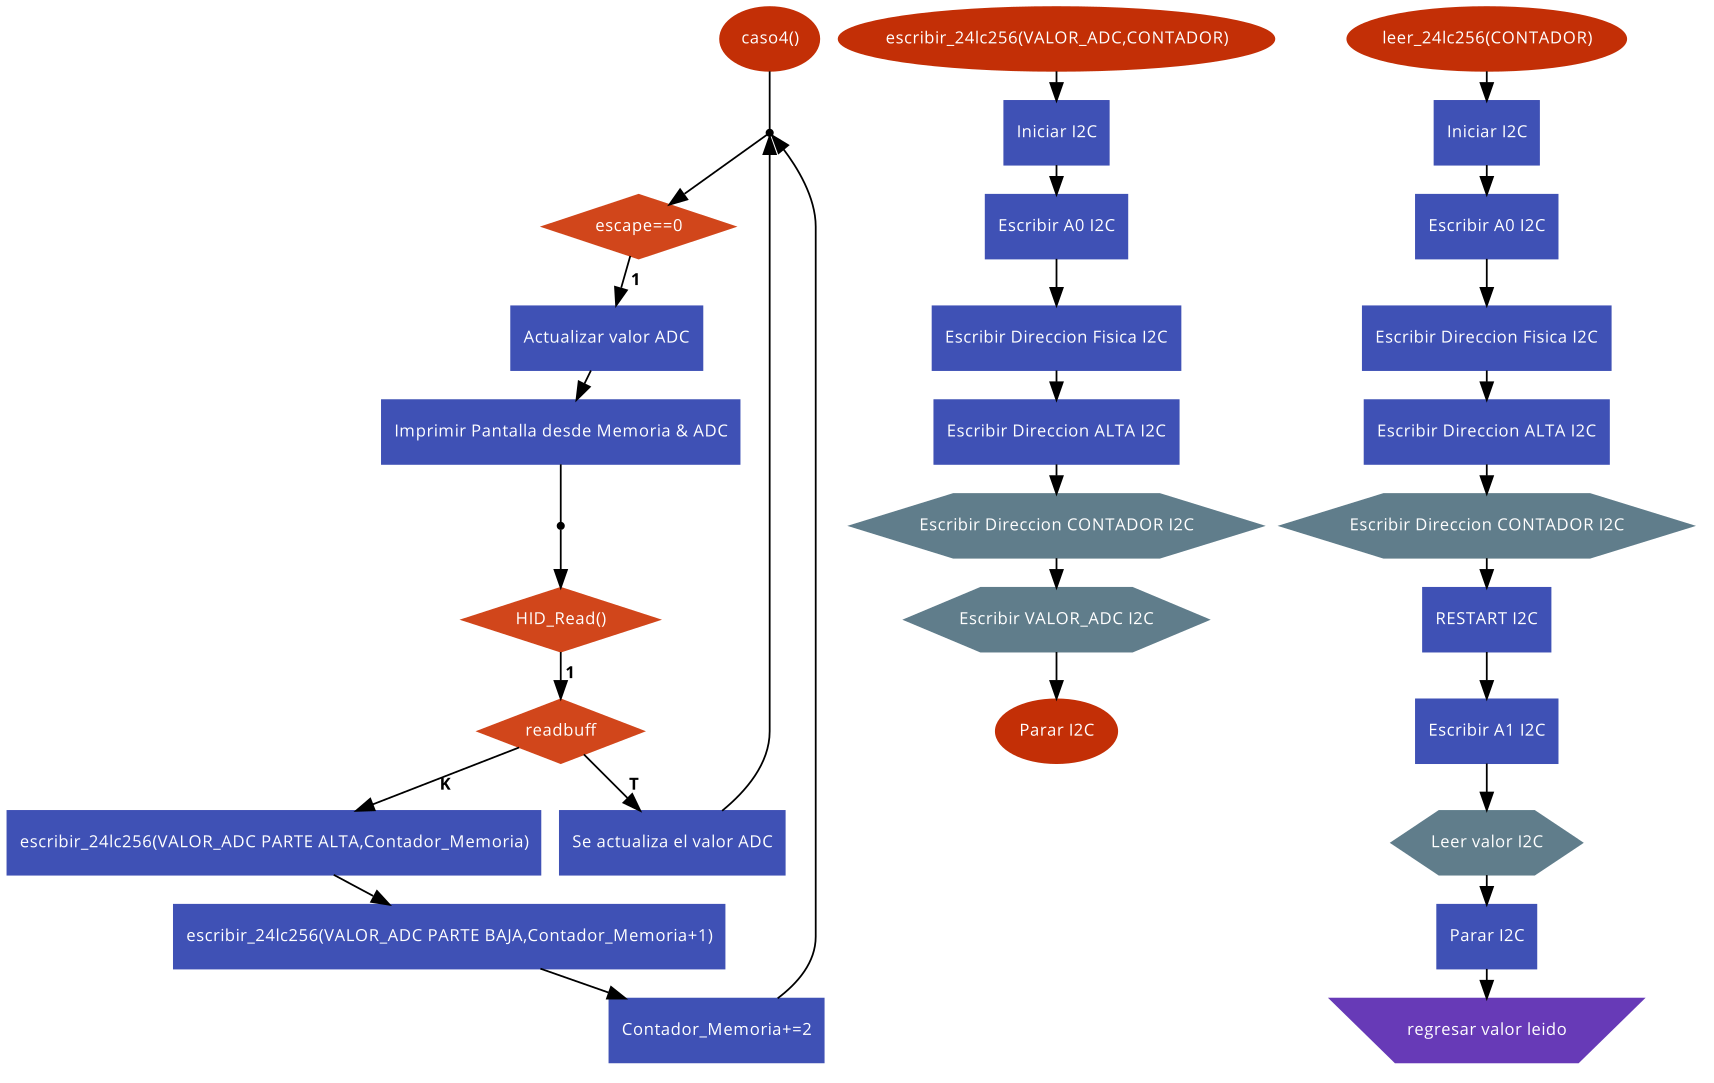 caso4()
escape==0
1
Actualizar valor ADC
Imprimir Pantalla desde Memoria & ADC
HID_Read()
1
readbuff
K
T
escribir_24lc256(VALOR_ADC PARTE ALTA,Contador_Memoria)
Se actualiza el valor ADC
escribir_24lc256(VALOR_ADC PARTE BAJA,Contador_Memoria+1)
Contador_Memoria+=2
escribir_24lc256(VALOR_ADC,CONTADOR)
Iniciar I2C
Escribir A0 I2C
Escribir Direccion Fisica I2C
Escribir Direccion ALTA I2C
Escribir Direccion CONTADOR I2C
Escribir VALOR_ADC I2C
Parar I2C
leer_24lc256(CONTADOR)
Iniciar I2C
Escribir A0 I2C
Escribir Direccion Fisica I2C
Escribir Direccion ALTA I2C
Escribir Direccion CONTADOR I2C
RESTART I2C
Escribir A1 I2C
Leer valor I2C
Parar I2C
regresar valor leido